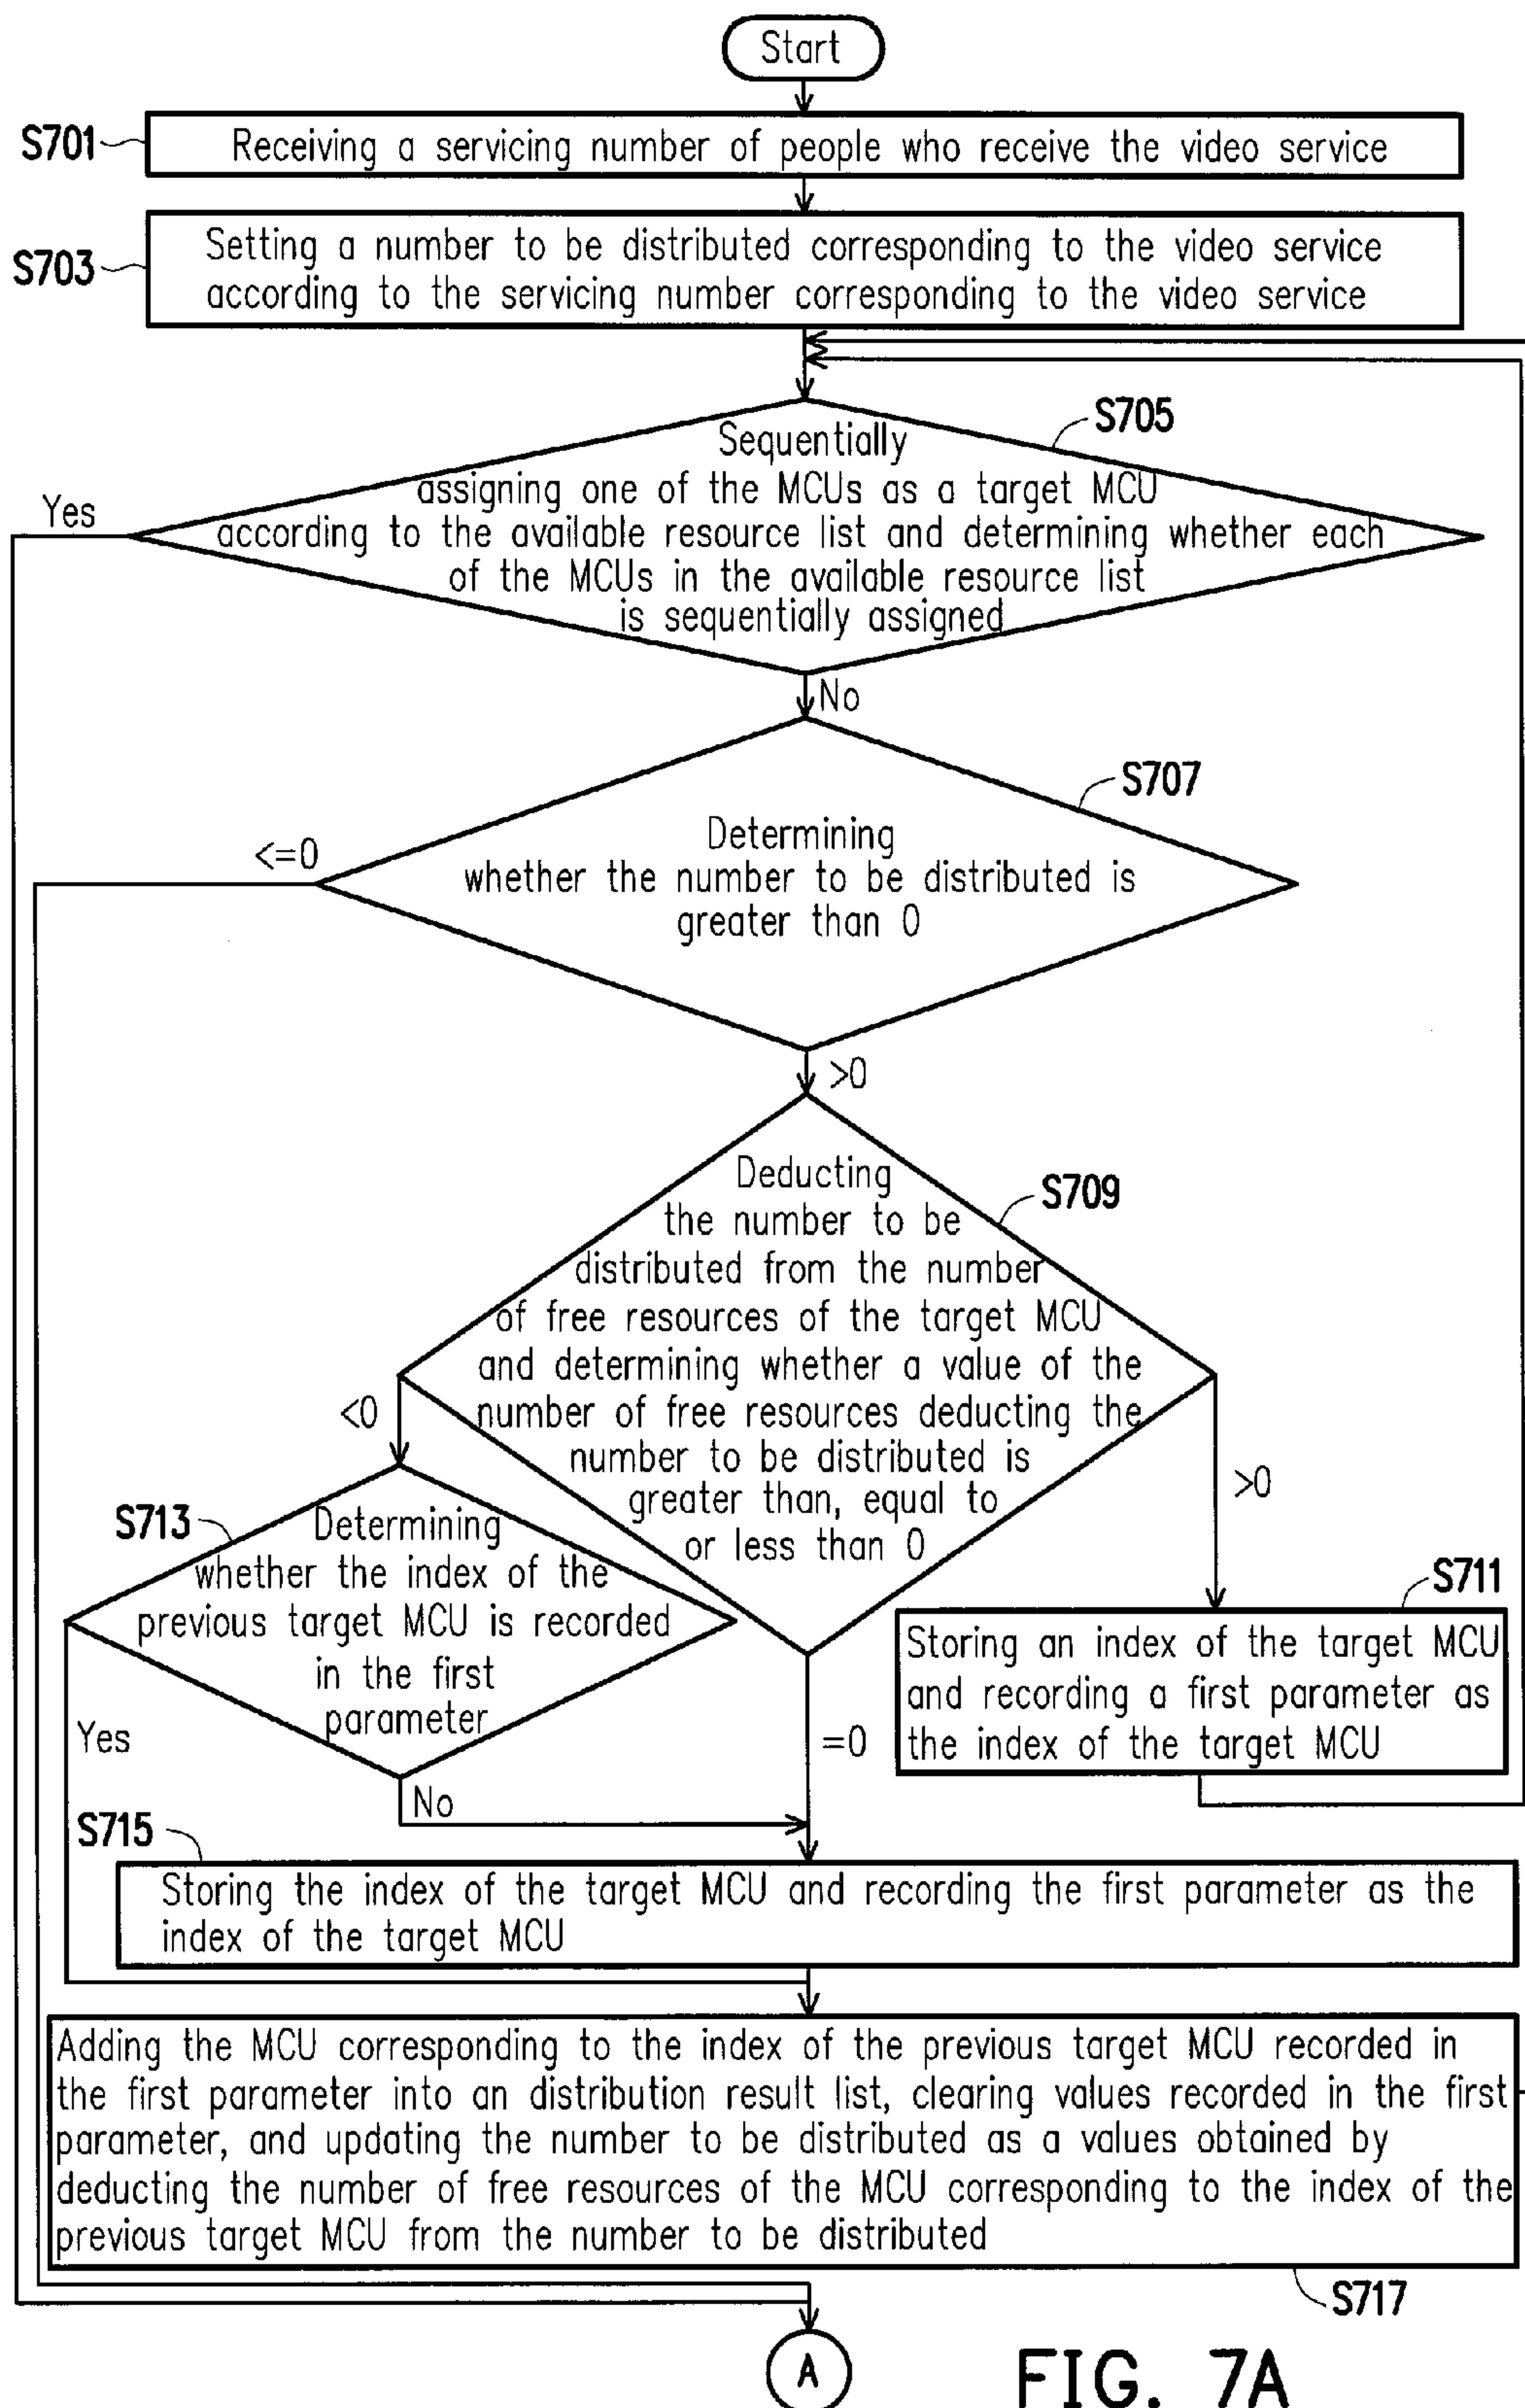 Start
S701
Receiving a servicing number of people who receive the video service
S703
Setting a number to be distributed corresponding to the video service
according to the servicing number corresponding to the video service
S705
Sequentially
assigning one of the MCUs as a target MCU
according to the available resource list and determining whether each
of the MCUs in the available resource list
is sequentially assigned
Yes
No
S707
Determining
whether the number to be distributed is
greater than 0
<=0
>0
S709
Deducting
the number to be
distributed from the number
of free resources of the target MCU
and determining whether a value of the
number of free resources deducting the
number to be distributed is
greater than, equal to
or less than 0
<0
>0
=0
S713
Determining
whether the index of the
previous target MCU is recorded
in the first
parameter
Yes
No
S711
Storing an index of the target MCU
and recording a first parameter as
the index of the target MCU
S715
Storing the index of the target MCU and recording the first parameter as the
index of the target MCU
Adding the MCU corresponding to the index of the previous target MCU recorded in
the first parameter into an distribution result list, clearing values recorded in the first
parameter, and updating the number to be distributed as a values obtained by
deducting the number of free resources of the MCU corresponding to the index of the
previous target MCU from the number to be distributed
S717
A
FIG. 7A